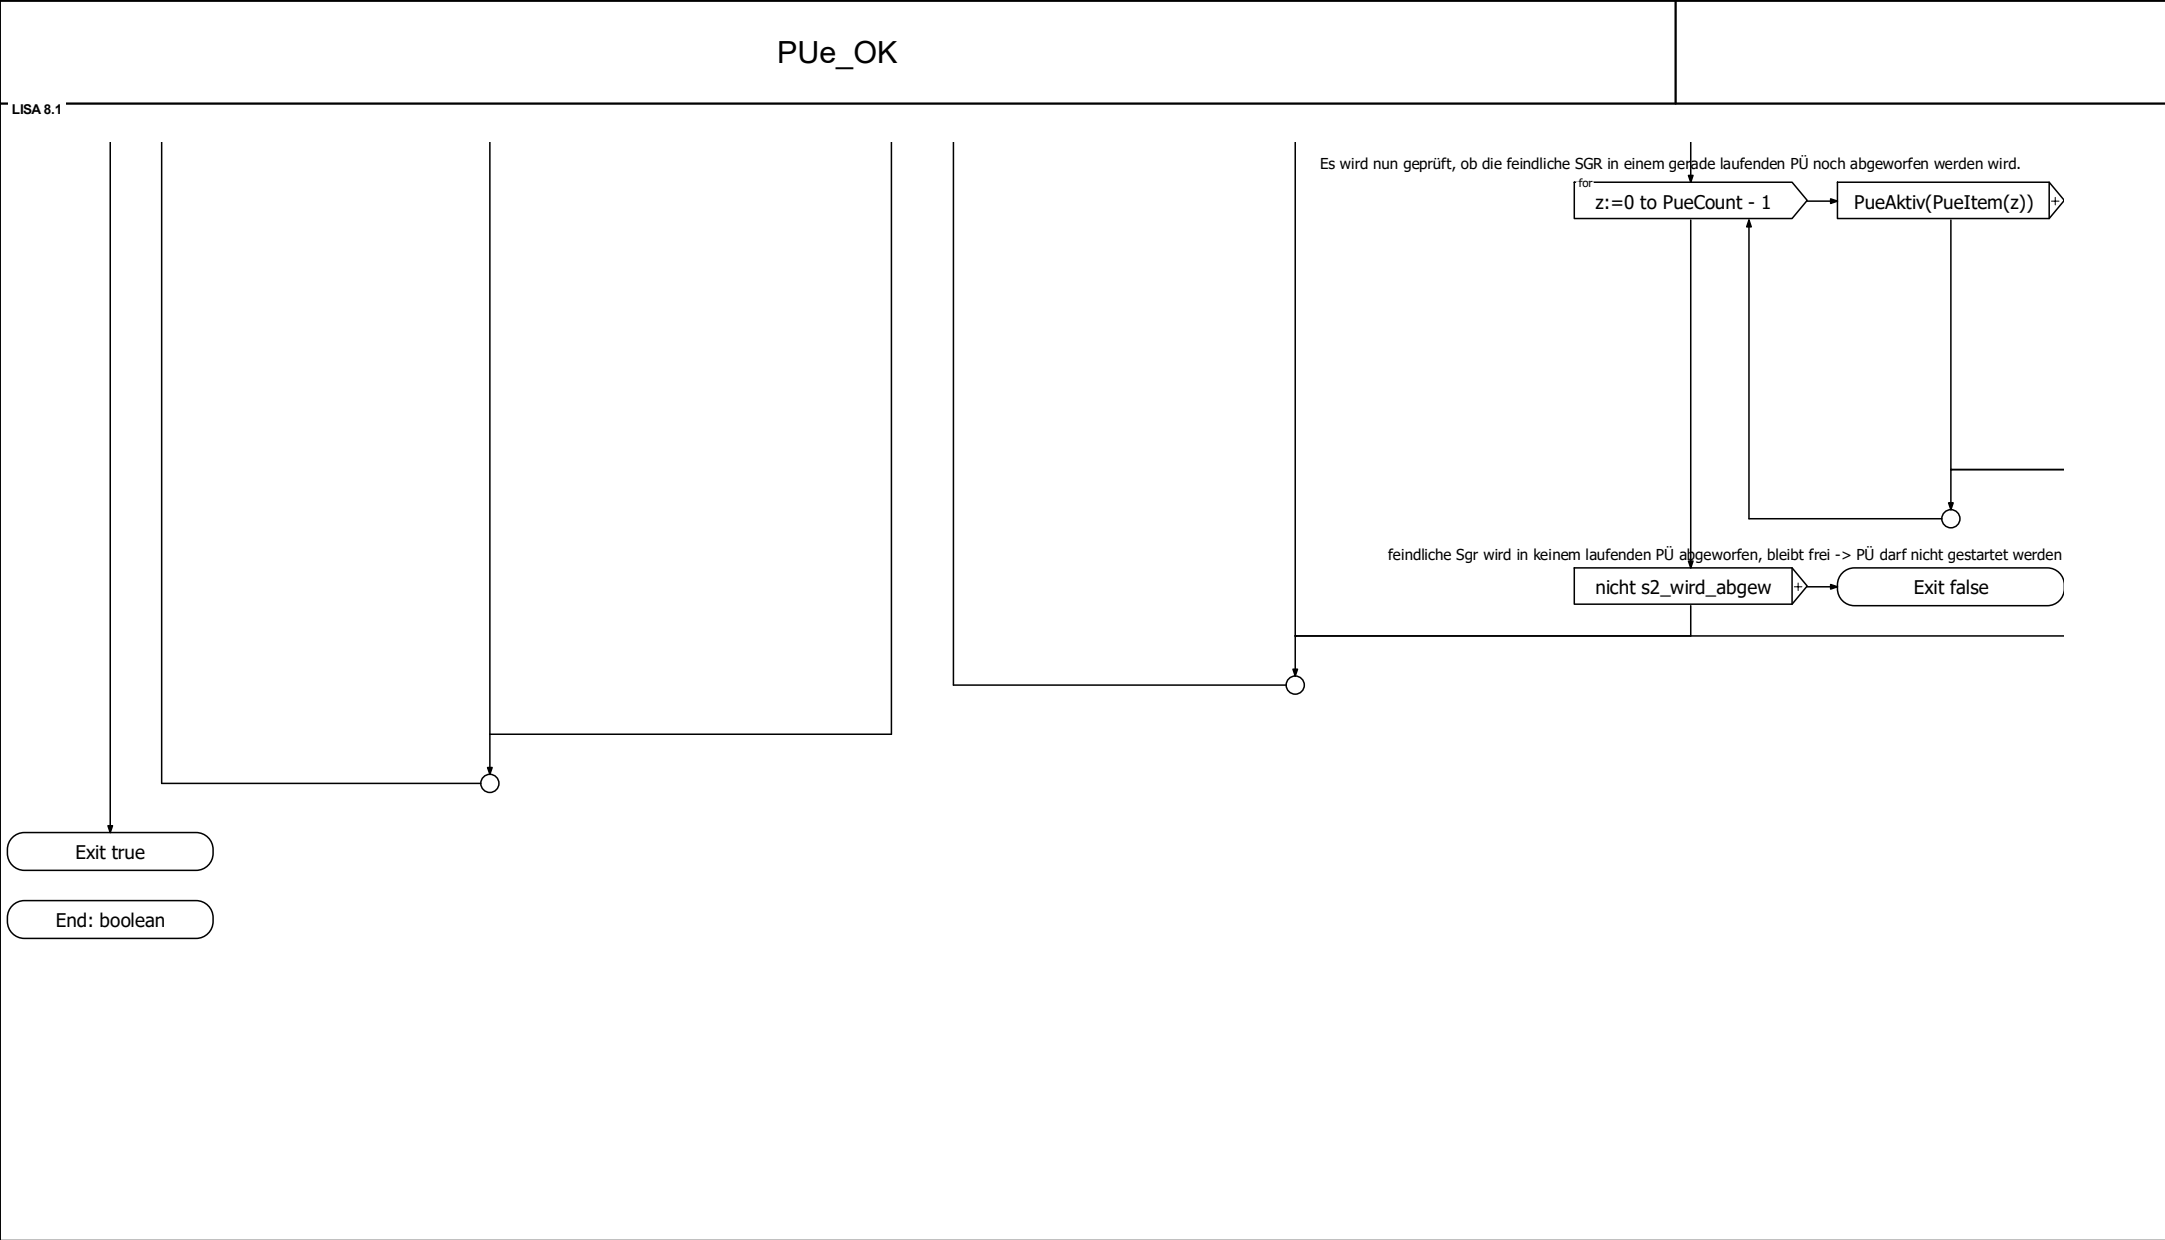 PUe_OK
LISA 8.1
Es wird nun geprüft, ob die feindliche SGR in einem gerade laufenden PÜ noch abgeworfen werden wird.
for
z:=0 to PueCount - 1
PueAktiv(PueItem(z))
+
feindliche Sgr wird in keinem laufenden PÜ abgeworfen, bleibt frei -> PÜ darf nicht gestartet werden
nicht s2_wird_abgew
+
Exit false
Exit true
End: boolean